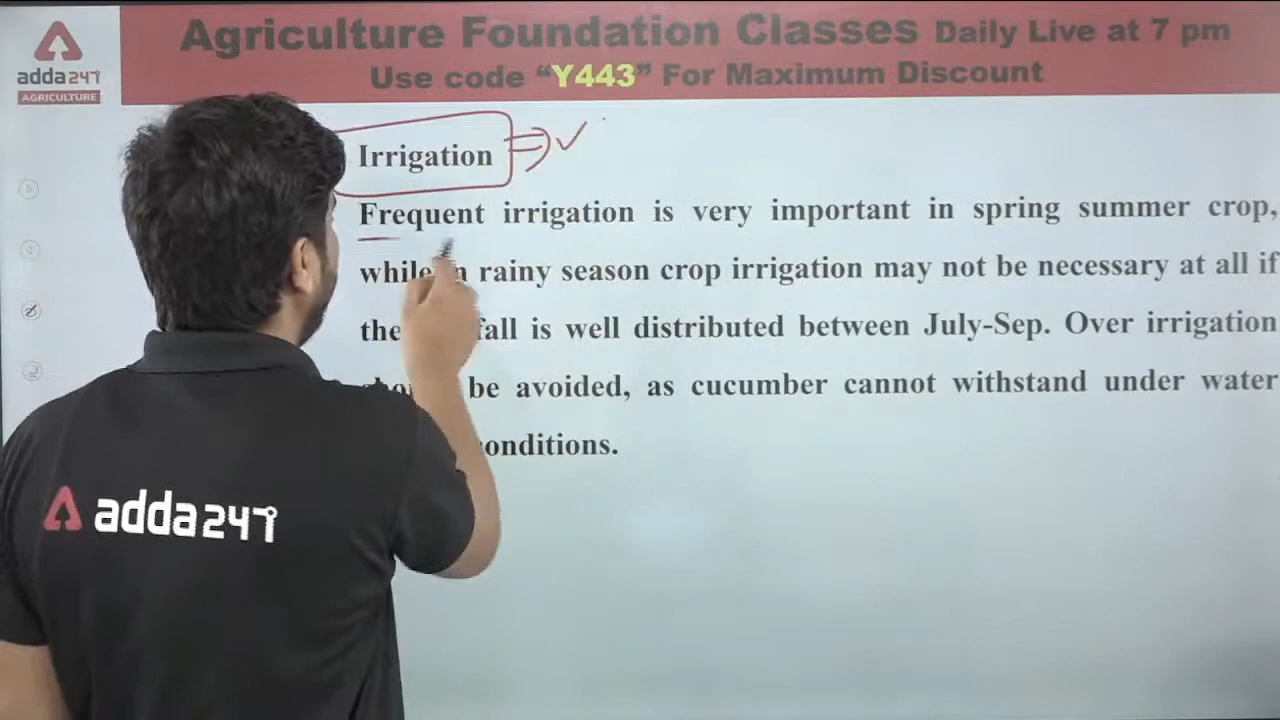 Agriculture Foundation Classes Daily Live at 7 pm
Use code “Y443” For Maximum Discount
adda247
AGRICULTURE
Irrigation
Frequent irrigation is very important in spring summer crop,
while rainy season crop irrigation may not be necessary at all if
the fall is well distributed between July-Sep. Over irrigation
be avoided, as cucumber cannot withstand under water
conditions.
adda247